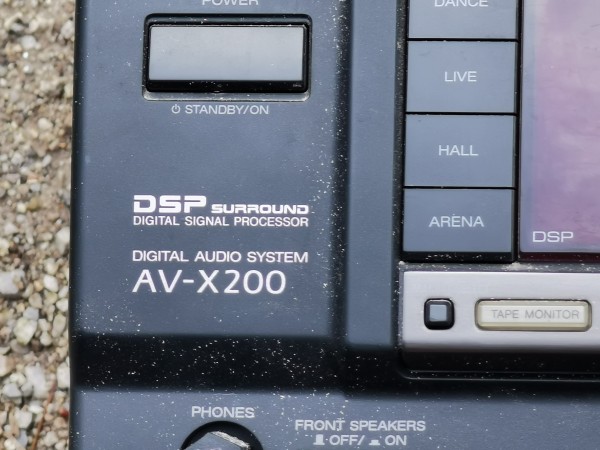 POWER
DANCE
LIVE
⏻ STANDBY/ON
HALL
DSP SURROUND
DIGITAL SIGNAL PROCESSOR
ARENA
DSP
DIGITAL AUDIO SYSTEM
AV-X200
TAPE MONITOR
PHONES
FRONT SPEAKERS
OFF/ ON